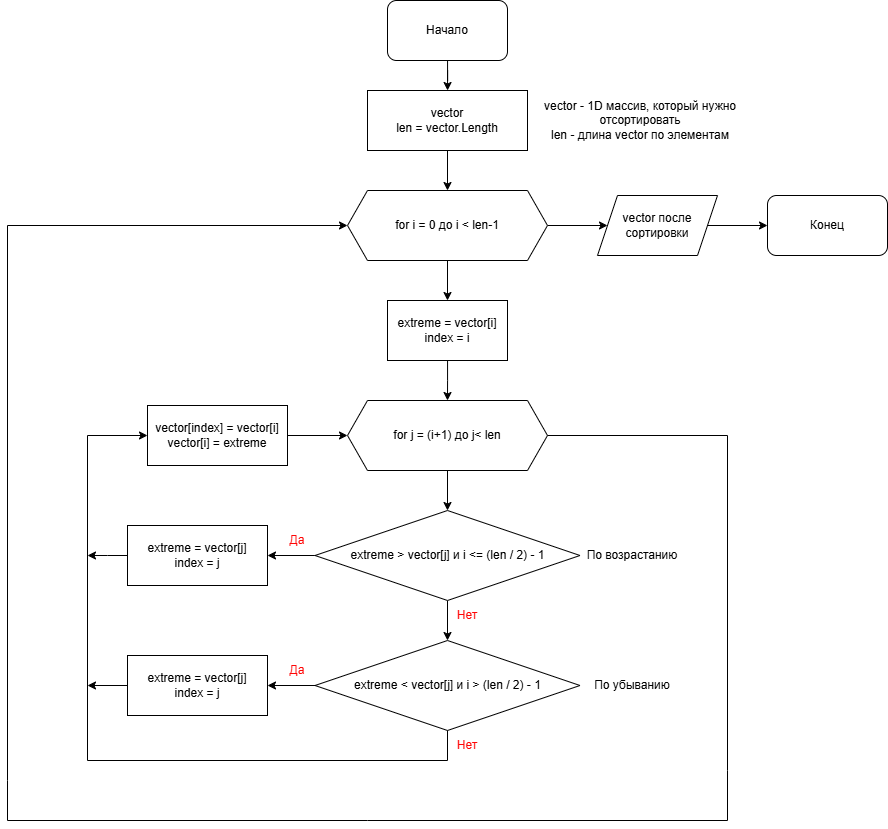 Начало
vector
len = vector.Length
vector - 1D массив, который нужно
отсортировать
len - длина vector по элементам
for i = 0 до i < len-1
vector после
сортировки
Конец
extreme = vector[i]
index = i
vector[index] = vector[i]
vector[i] = extreme
for j = (i+1) до j< len
extreme = vector[j]
index = j
Да
extreme > vector[j] и i <= (len / 2) - 1
По возрастанию
Нет
extreme = vector[j]
index = j
Да
extreme < vector[j] и i > (len / 2) - 1
По убыванию
Нет